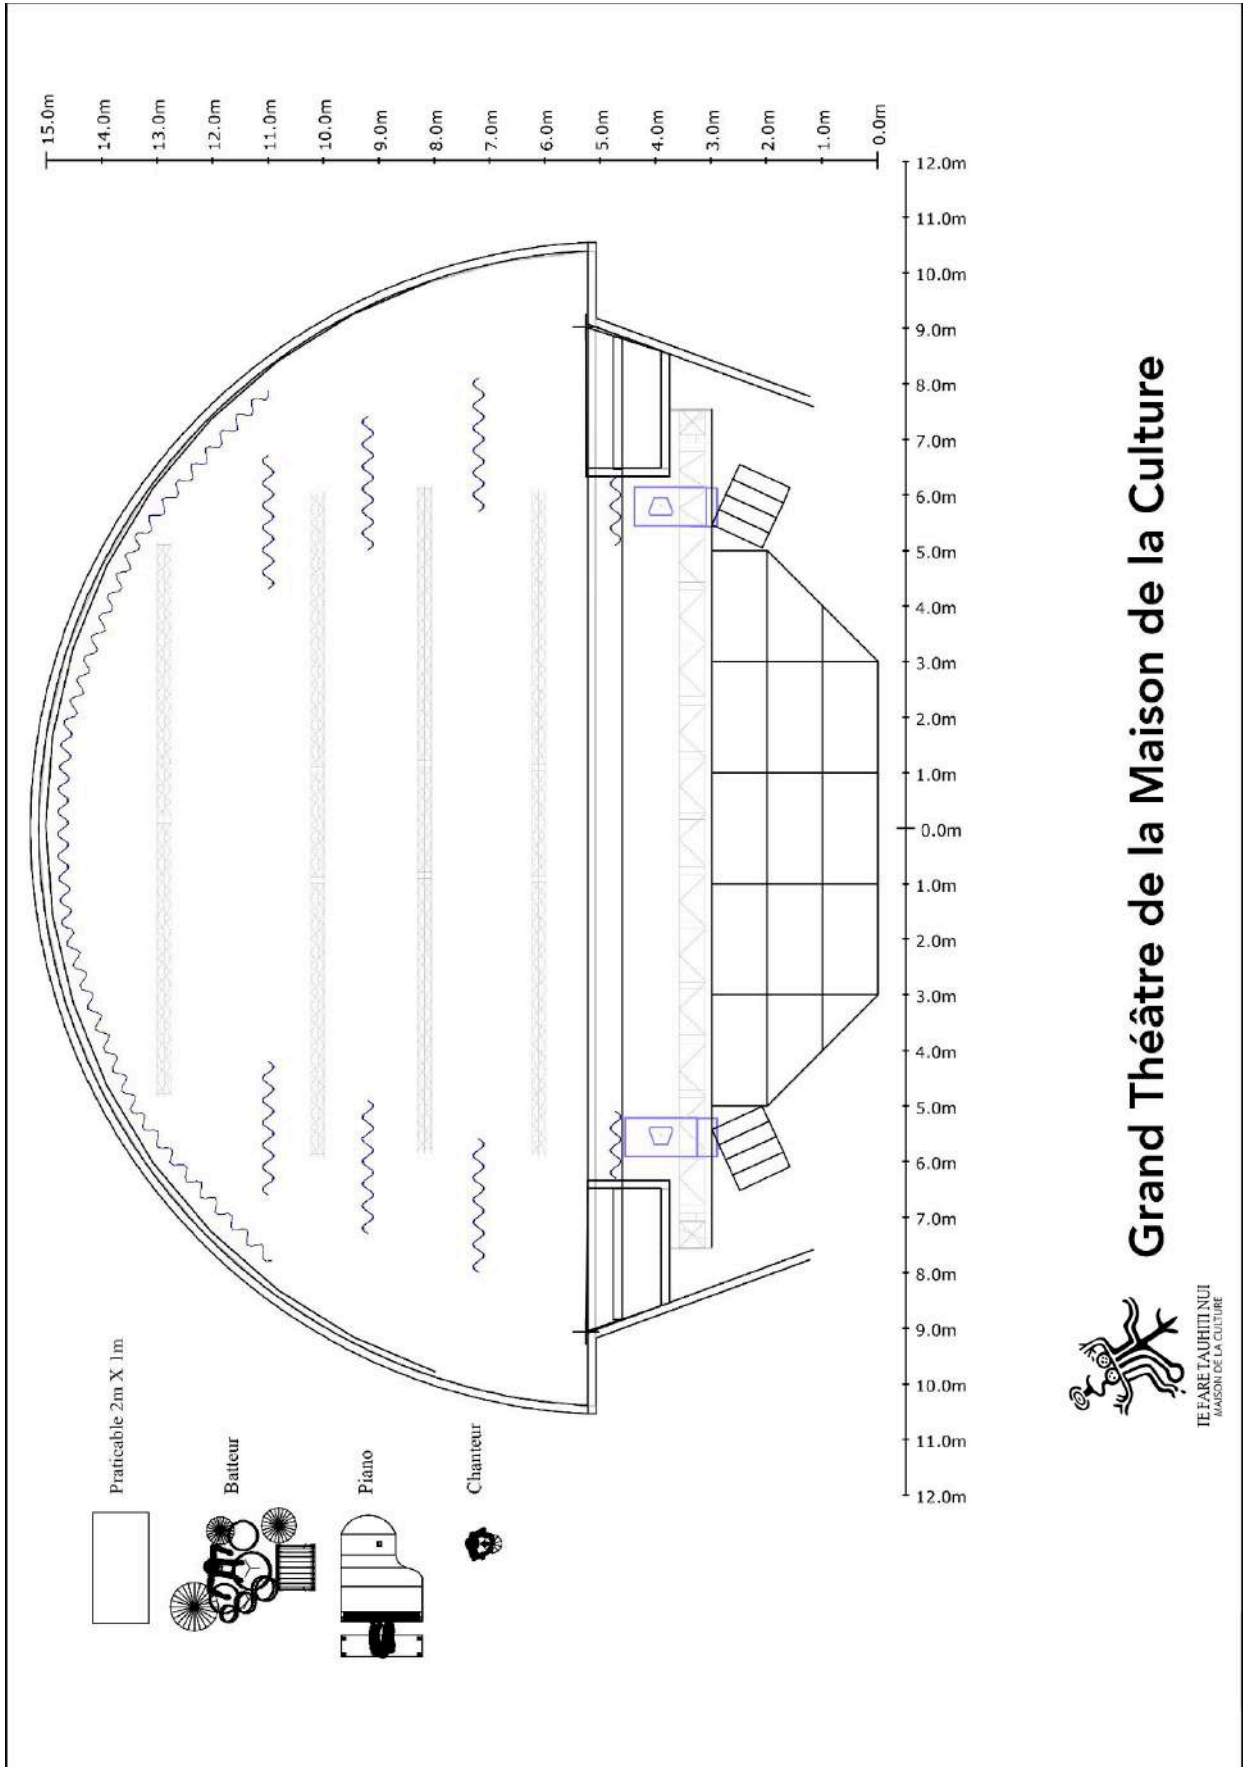 15.0m
14.0m
13.0m
12.0m
11.0m
10.0m
9.0m
8.0m
7.0m
6.0m
5.0m
4.0m
3.0m
2.0m
1.0m
0.0m
12.0m
11.0m
10.0m
9.0m
8.0m
7.0m
6.0m
5.0m
4.0m
3.0m
2.0m
1.0m
0.0m
1.0m
2.0m
3.0m
4.0m
5.0m
6.0m
7.0m
8.0m
9.0m
10.0m
11.0m
12.0m
Praticable 2m X 1m
Batteur
Piano
Chanteur
Grand Théâtre de la Maison de la Culture
TE FARE TAUHITI NUI
MAISON DE LA CULTURE